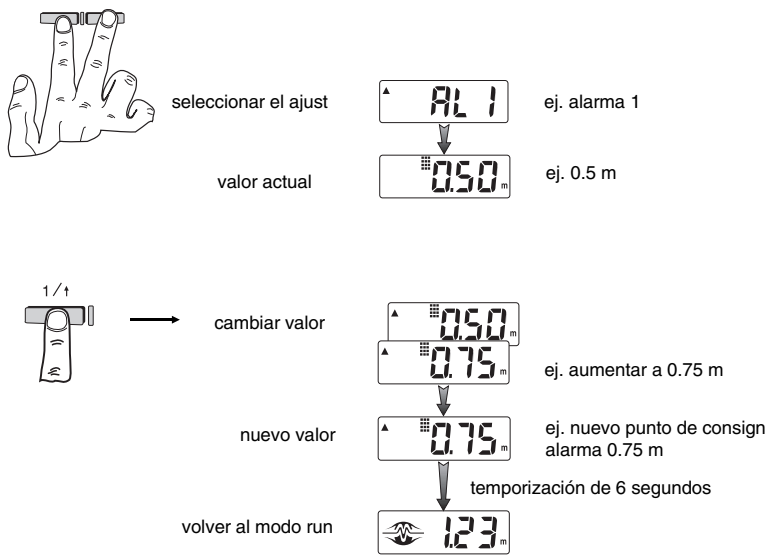 seleccionar el ajust
AL 1
ej. alarma 1
valor actual
0.50 m
ej. 0.5 m
1/↑
cambiar valor
0.50 m
0.75 m
ej. aumentar a 0.75 m
nuevo valor
0.75 m
ej. nuevo punto de consign
alarma 0.75 m
temporización de 6 segundos
volver al modo run
1.23 m